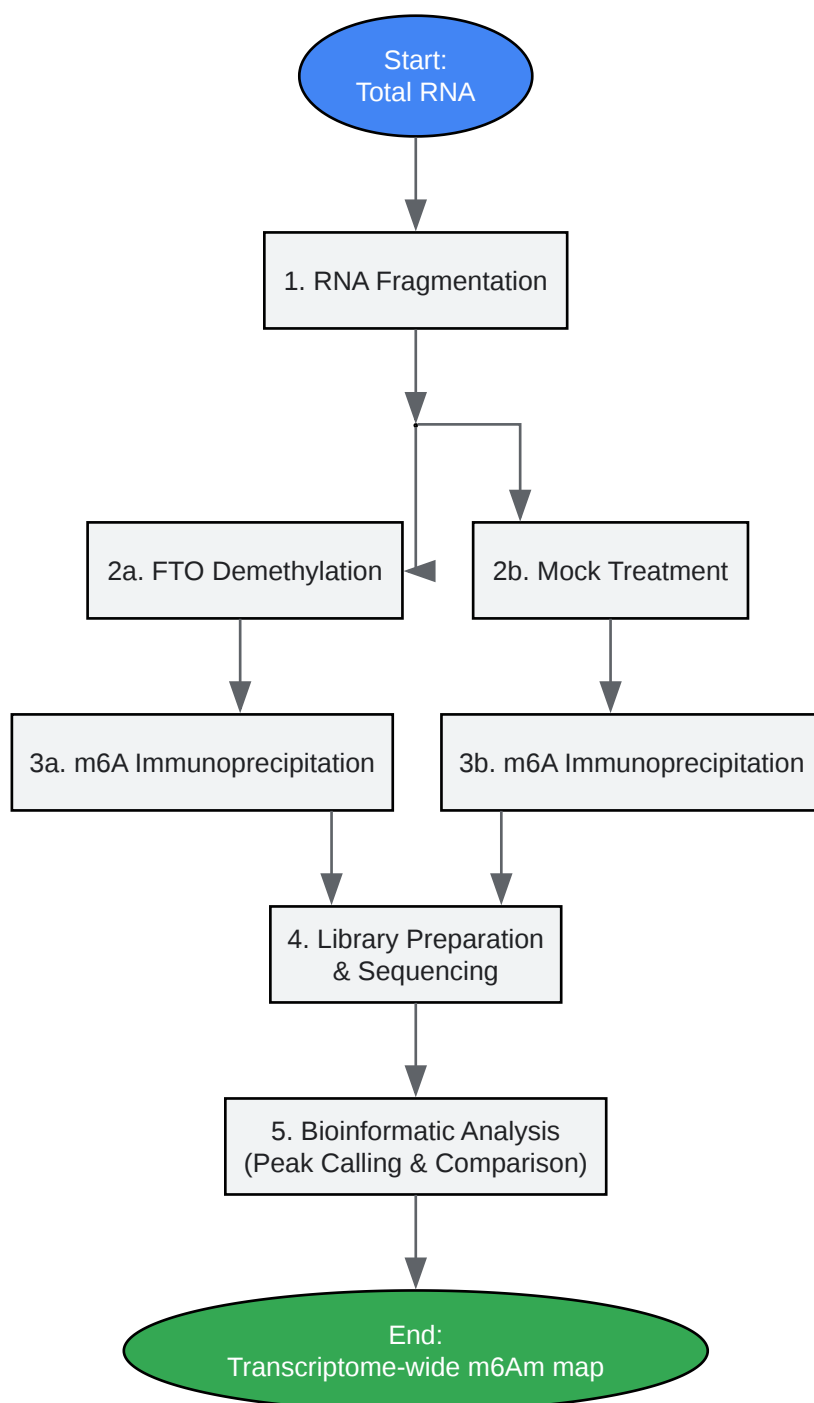 Start:
Total RNA
1. RNA Fragmentation
2a. FTO Demethylation
2b. Mock Treatment
3a. m6A Immunoprecipitation
3b. m6A Immunoprecipitation
4. Library Preparation
& Sequencing
5. Bioinformatic Analysis
(Peak Calling & Comparison)
End:
Transcriptome-wide m6Am map